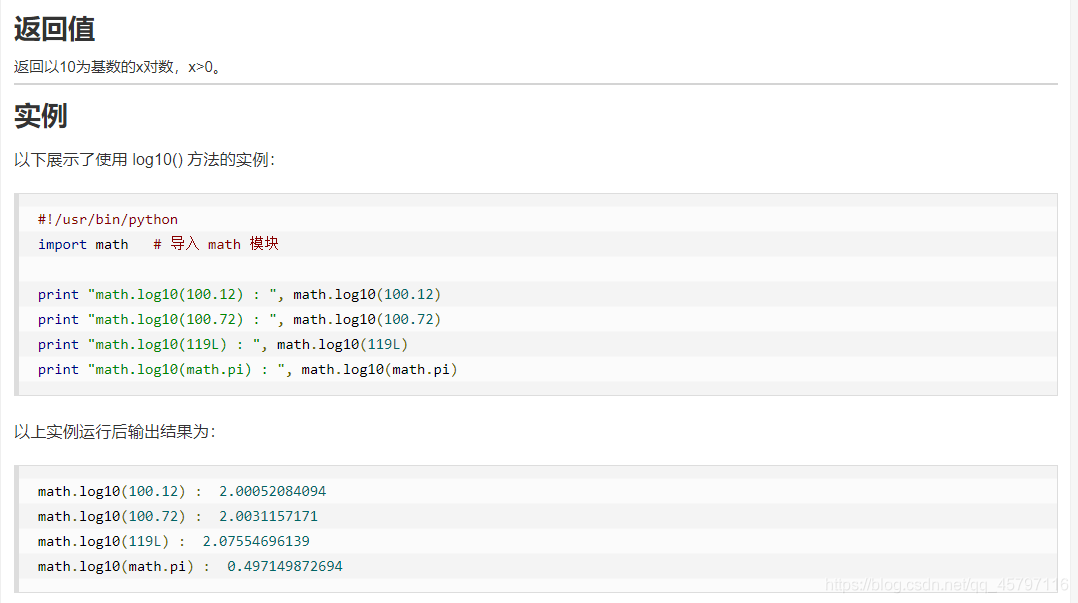 返回值
返回以10为基数的x对数，x>0。
实例
以下展示了使用 log10() 方法的实例：
#!/usr/bin/python
import math   # 导入 math 模块
print "math.log10(100.12) : ", math.log10(100.12)
print "math.log10(100.72) : ", math.log10(100.72)
print "math.log10(119L) : ", math.log10(119L)
print "math.log10(math.pi) : ", math.log10(math.pi)
以上实例运行后输出结果为：
math.log10(100.12) :  2.00052084094
math.log10(100.72) :  2.0031157171
math.log10(119L) :  2.07554696139
math.log10(math.pi) :  0.497149872694
https://blog.csdn.net/qq_45797116